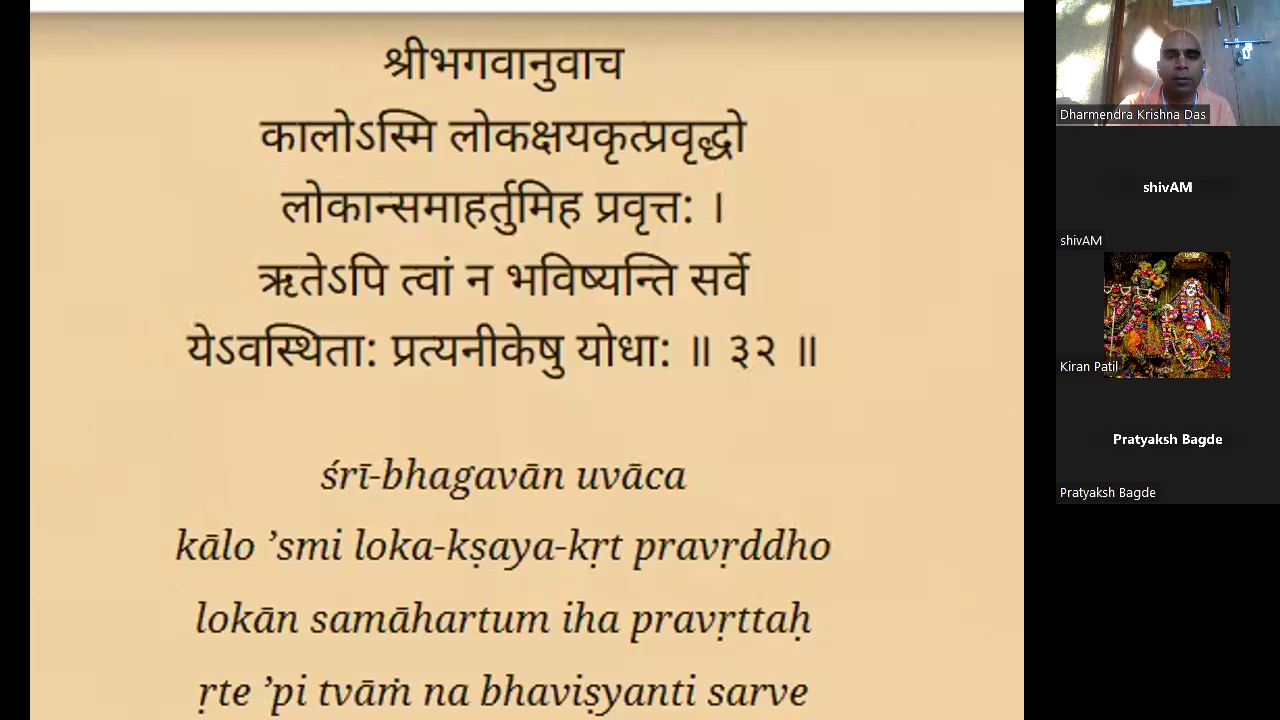 श्रीभगवानुवाच
कालोऽस्मि लोकक्षयकृत्प्रवृद्धो
लोकान्समाहर्तुमिह प्रवृत्त: ।
ऋतेऽपि त्वां न भविष्यन्ति सर्वे
येऽवस्थिता: प्रत्यनीकेषु योधा: ॥ ३२ ॥
śrī-bhagavān uvāca
kālo ’smi loka-kṣaya-kṛt pravṛddho
lokān samāhartum iha pravṛttaḥ
ṛte ’pi tvāṁ na bhaviṣyanti sarve
Dharmendra Krishna Das
shivAM
shivAM
Kiran Patil
Pratyaksh Bagde
Pratyaksh Bagde